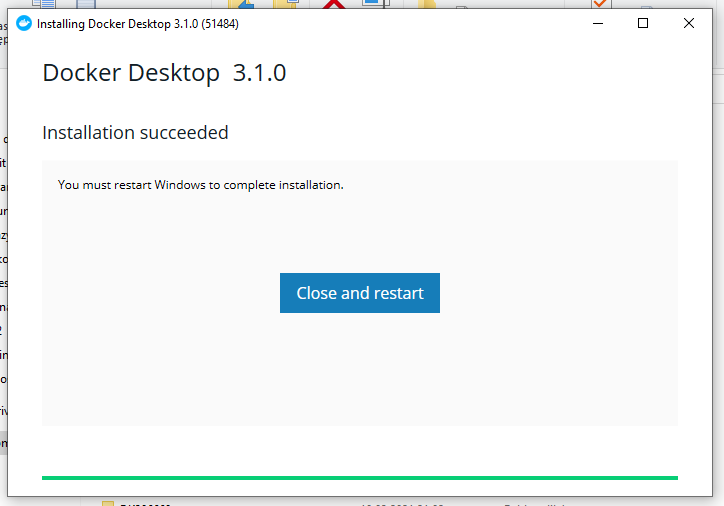 Installing Docker Desktop 3.1.0 (51484)
Docker Desktop 3.1.0
Installation succeeded
You must restart Windows to complete installation.
Close and restart